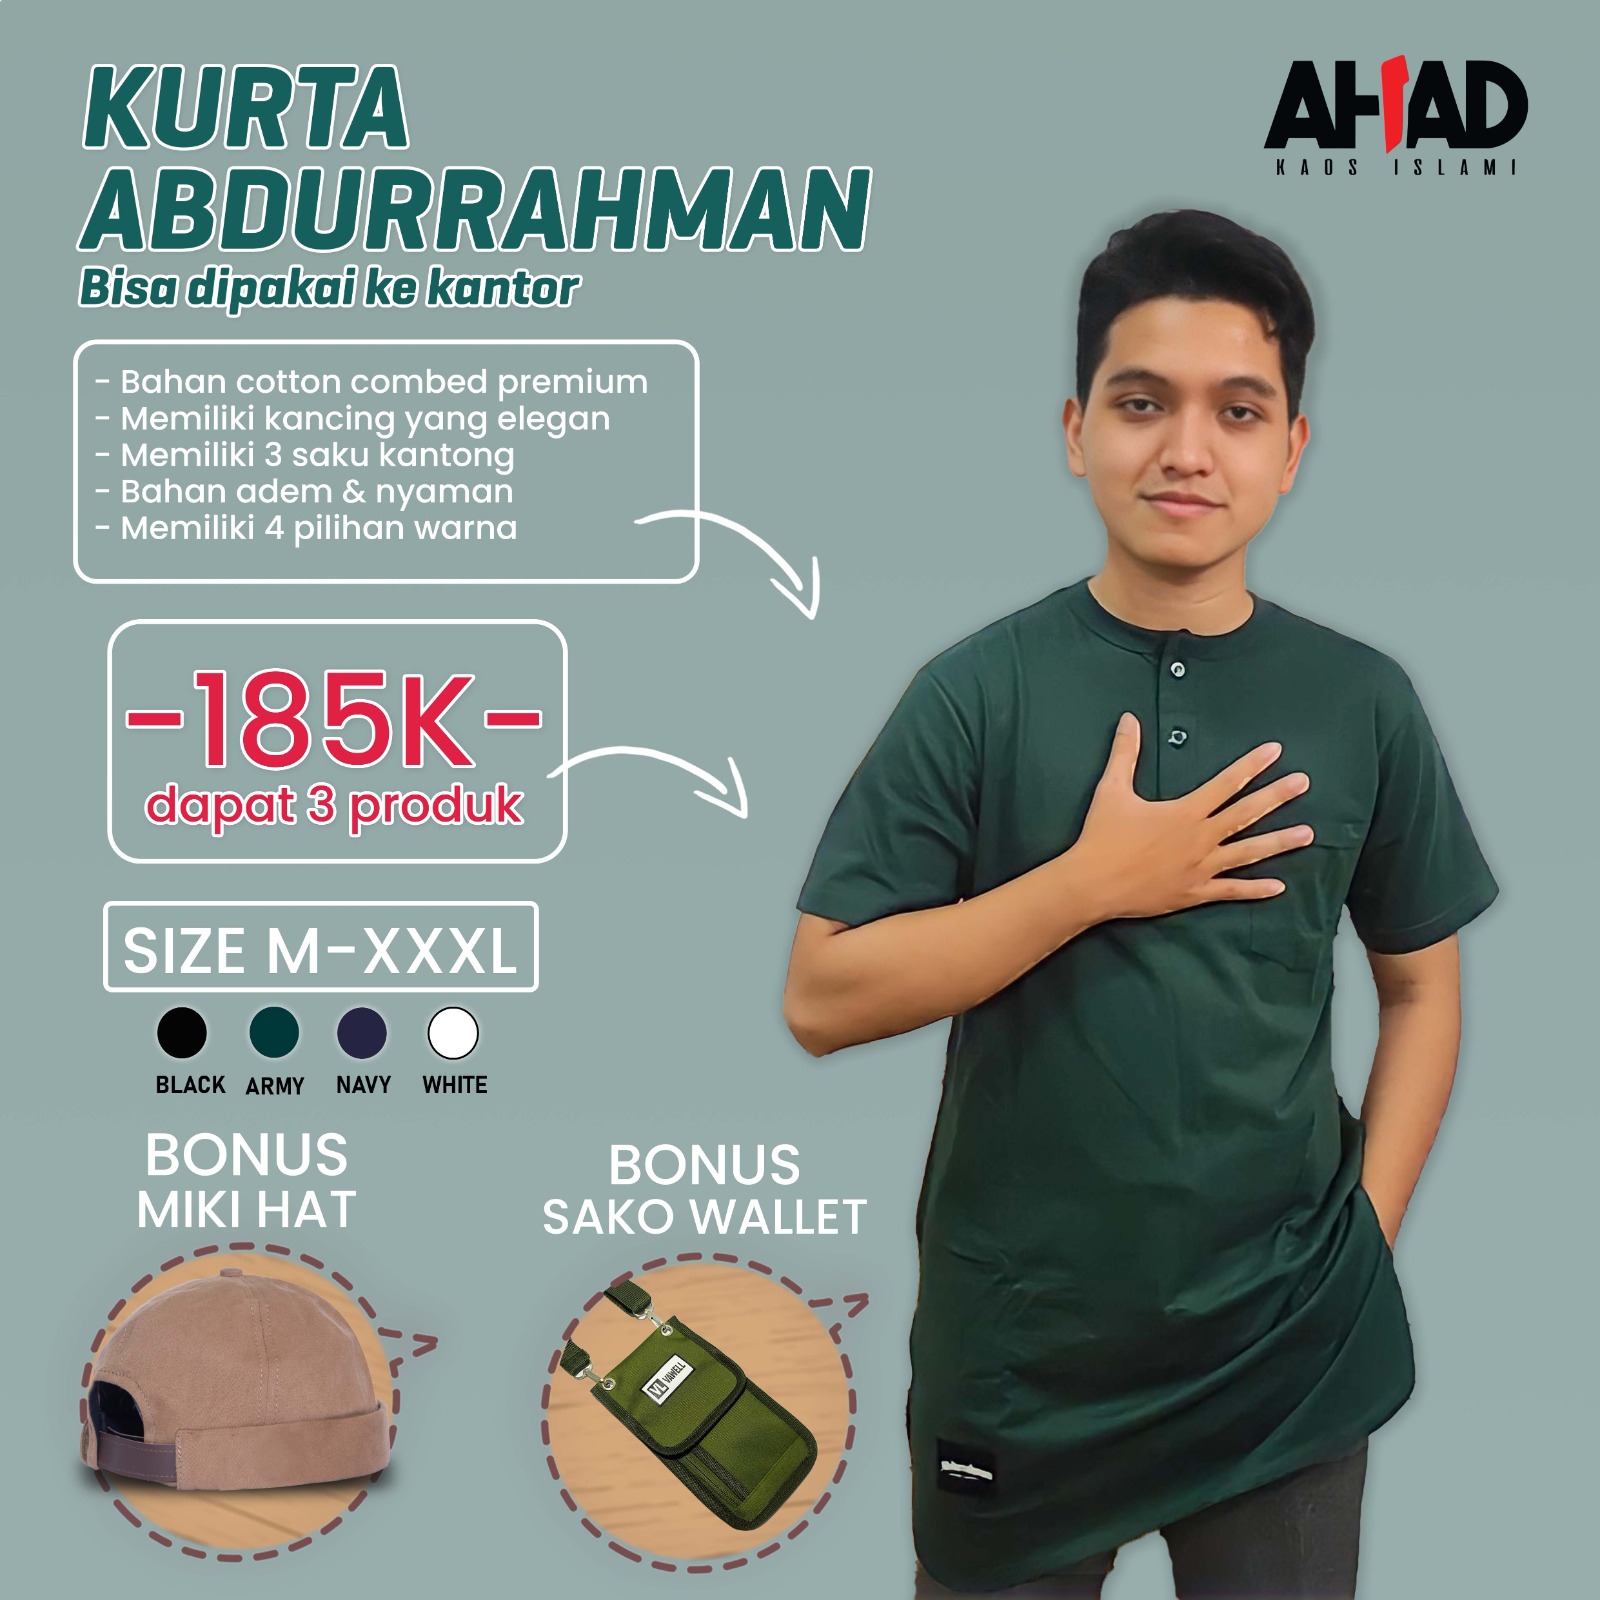 KURTA
ABDURRAHMAN
Bisa dipakai ke kantor
AHAD
KAOS ISLAMI
- Bahan cotton combed premium
- Memiliki kancing yang elegan
- Memiliki 3 saku kantong
- Bahan adem & nyaman
- Memiliki 4 pilihan warna
-185K-
dapat 3 produk
SIZE M-XXXL
BLACK ARMY NAVY WHITE
BONUS
MIKI HAT
BONUS
SAKO WALLET
VL VAWELL